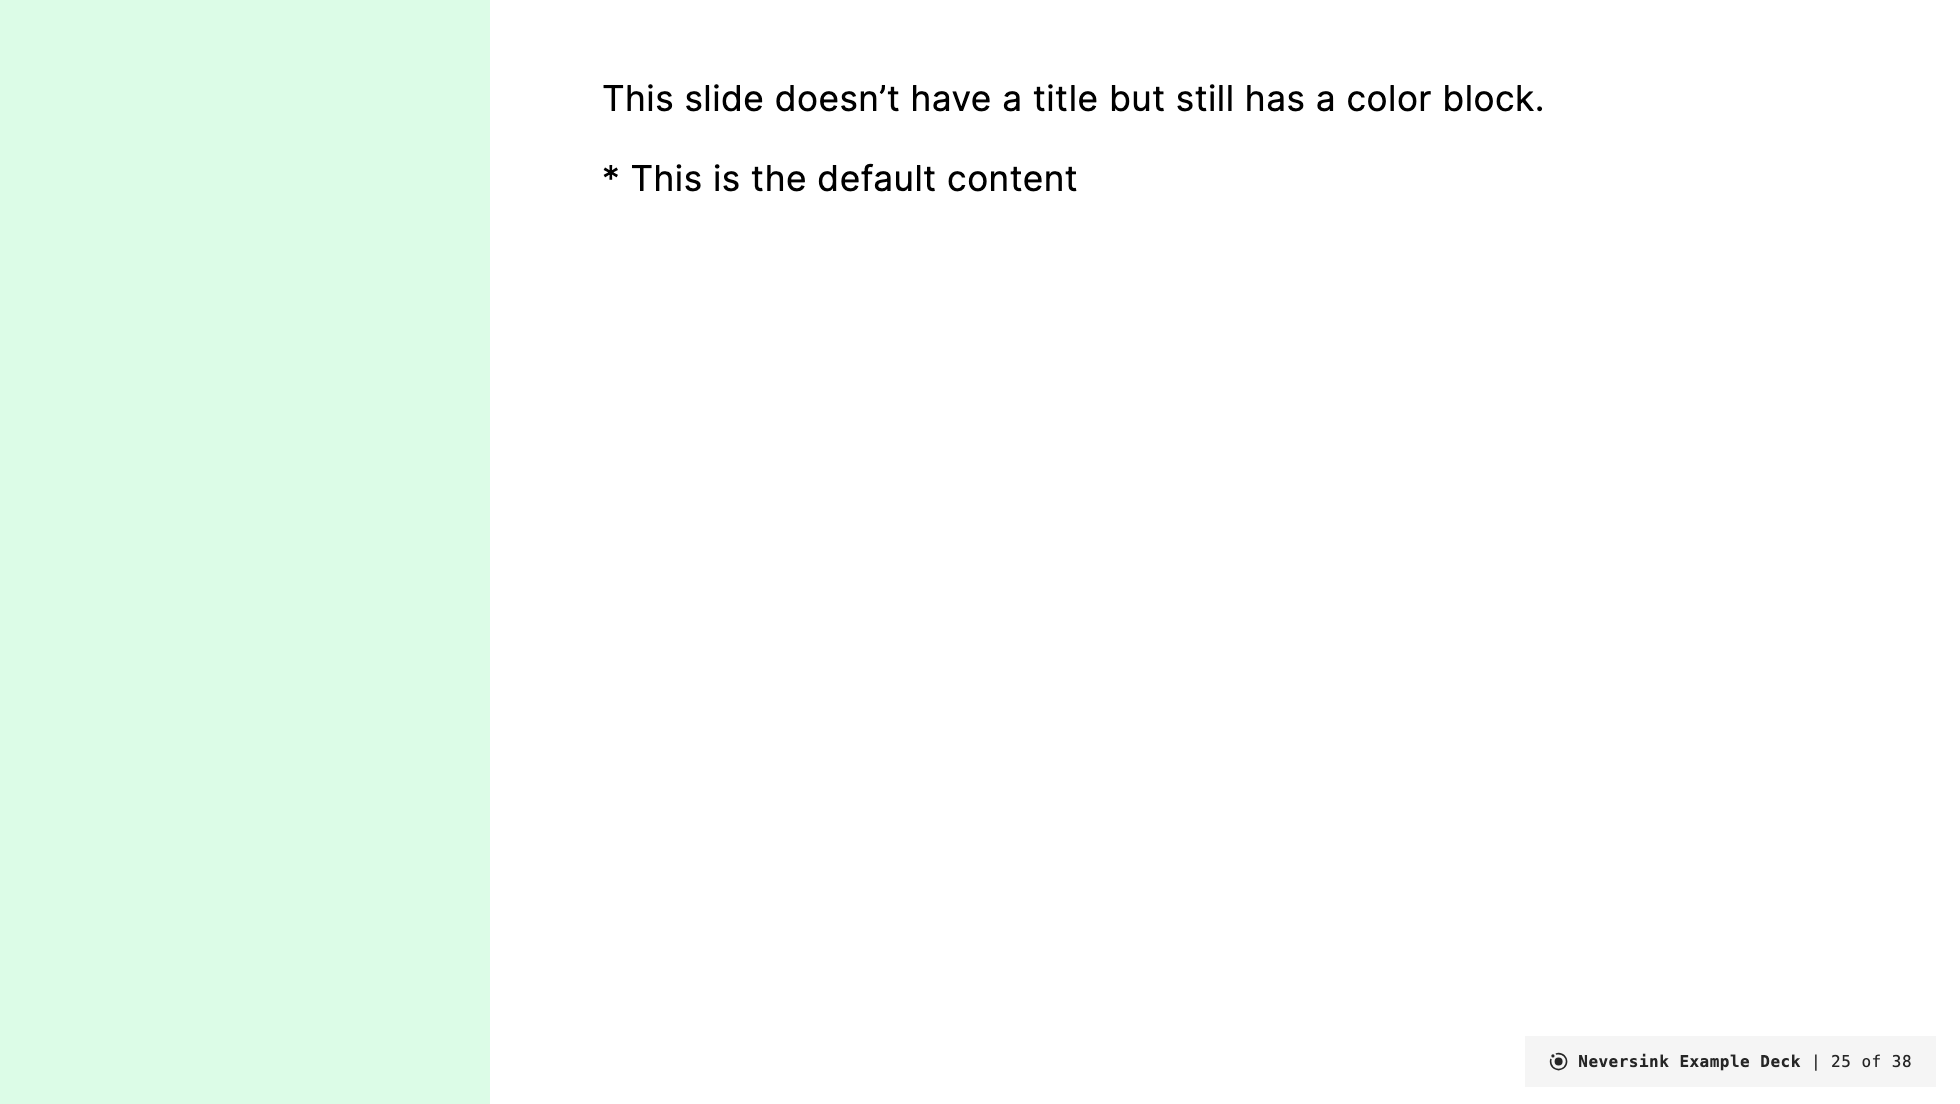 This slide doesn’t have a title but still has a color block.
* This is the default content
Neversink Example Deck | 25 of 38